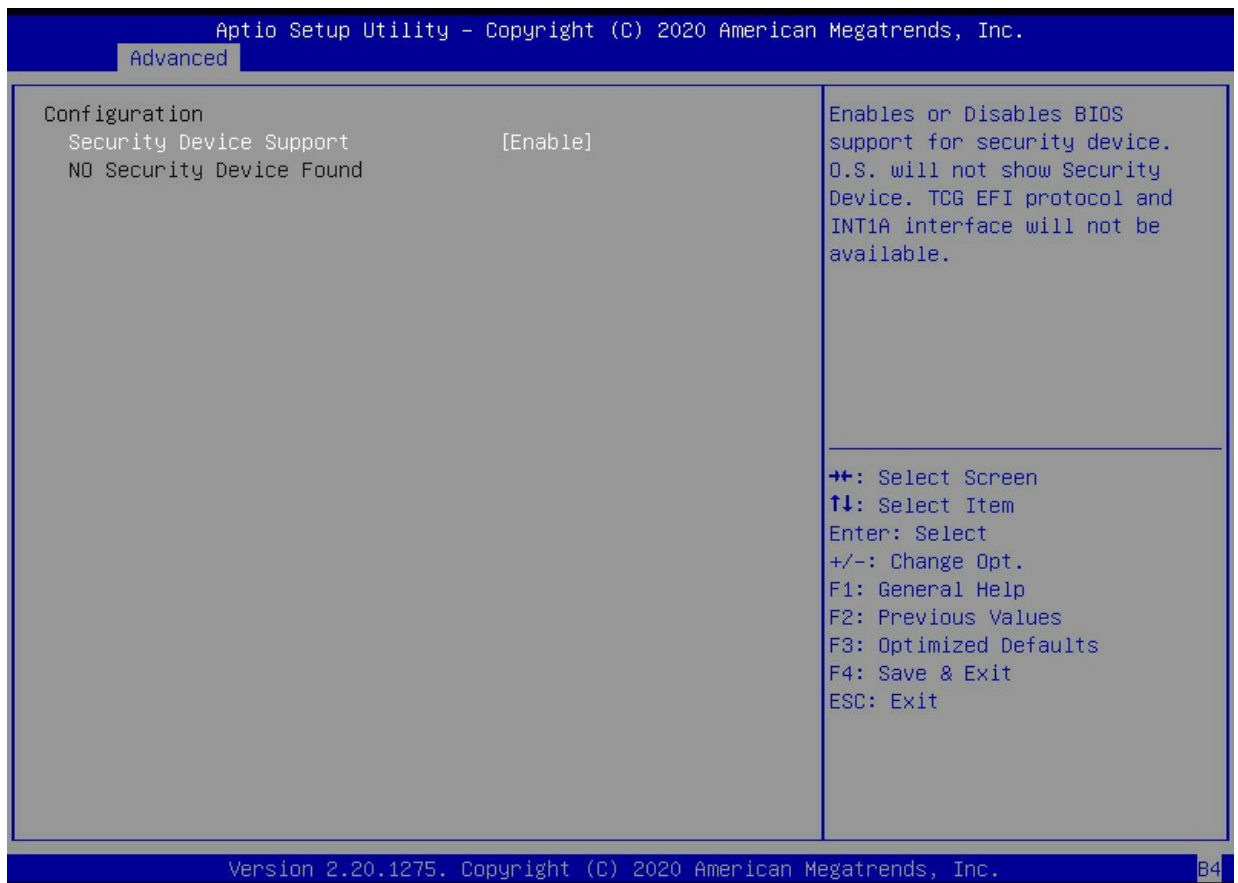 Aptio Setup Utility – Copyright (C) 2020 American Megatrends, Inc.
Advanced
Configuration
Security Device Support [Enable]
NO Security Device Found
Enables or Disables BIOS
support for security device.
O.S. will not show Security
Device. TCG EFI protocol and
INT1A interface will not be
available.
→←: Select Screen
↑↓: Select Item
Enter: Select
+/-: Change Opt.
F1: General Help
F2: Previous Values
F3: Optimized Defaults
F4: Save & Exit
ESC: Exit
Version 2.20.1275. Copyright (C) 2020 American Megatrends, Inc.
B4